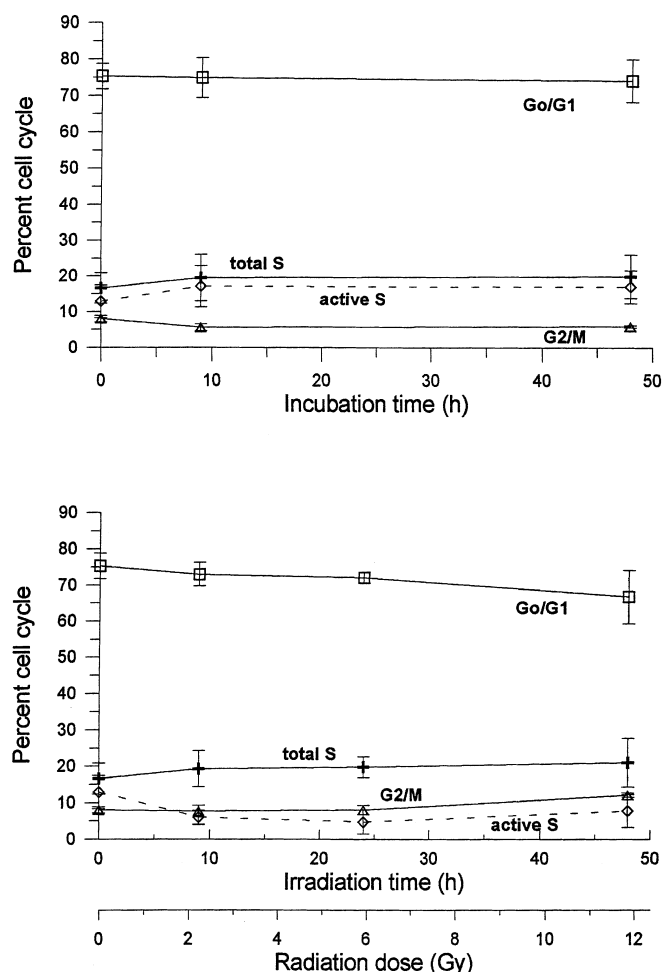 90
80
70
60
50
40
30
20
10
0
Percent cell cycle
Go/G1
total S
active S
G2/M
0 10 20 30 40 50
Incubation time (h)
90
80
70
60
50
40
30
20
10
0
Percent cell cycle
Go/G1
total S
G2/M
active S
0 10 20 30 40 50
Irradiation time (h)
0 2 4 6 8 10 12
Radiation dose (Gy)